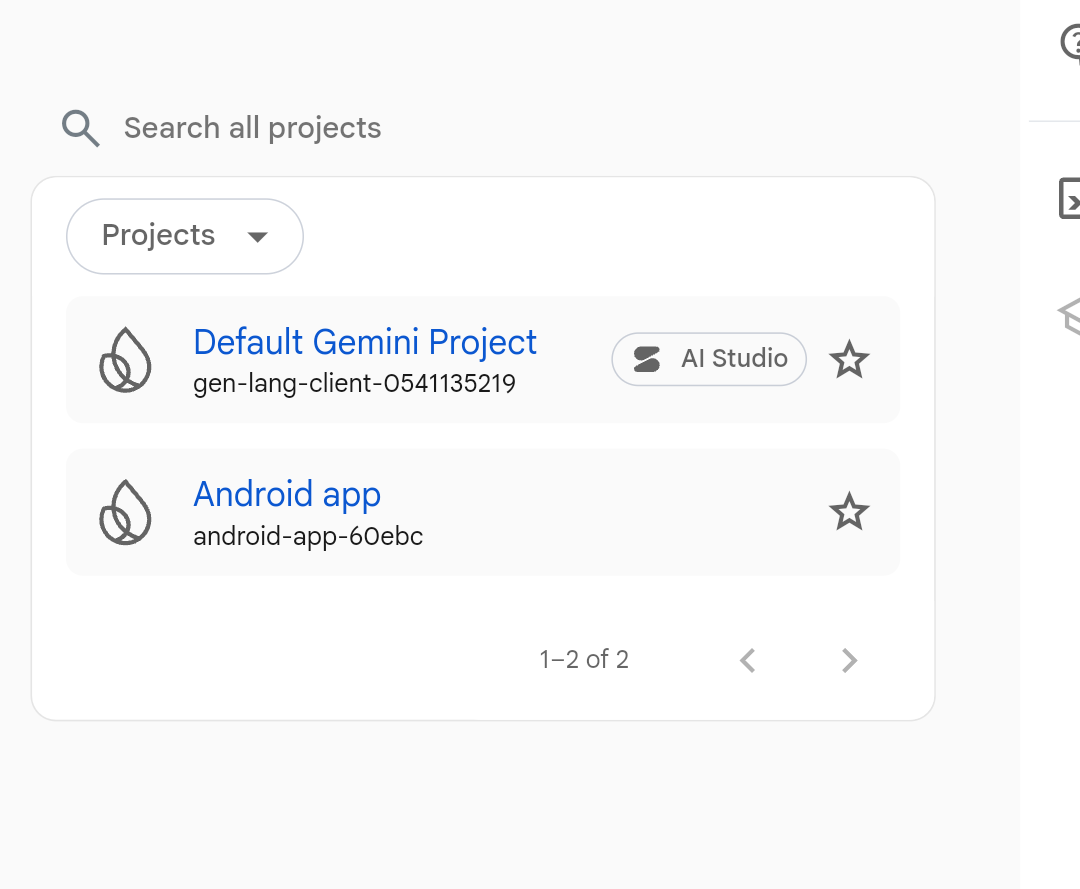 Search all projects
Projects
Default Gemini Project
gen-lang-client-0541135219
AI Studio
Android app
android-app-60ebc
1–2 of 2